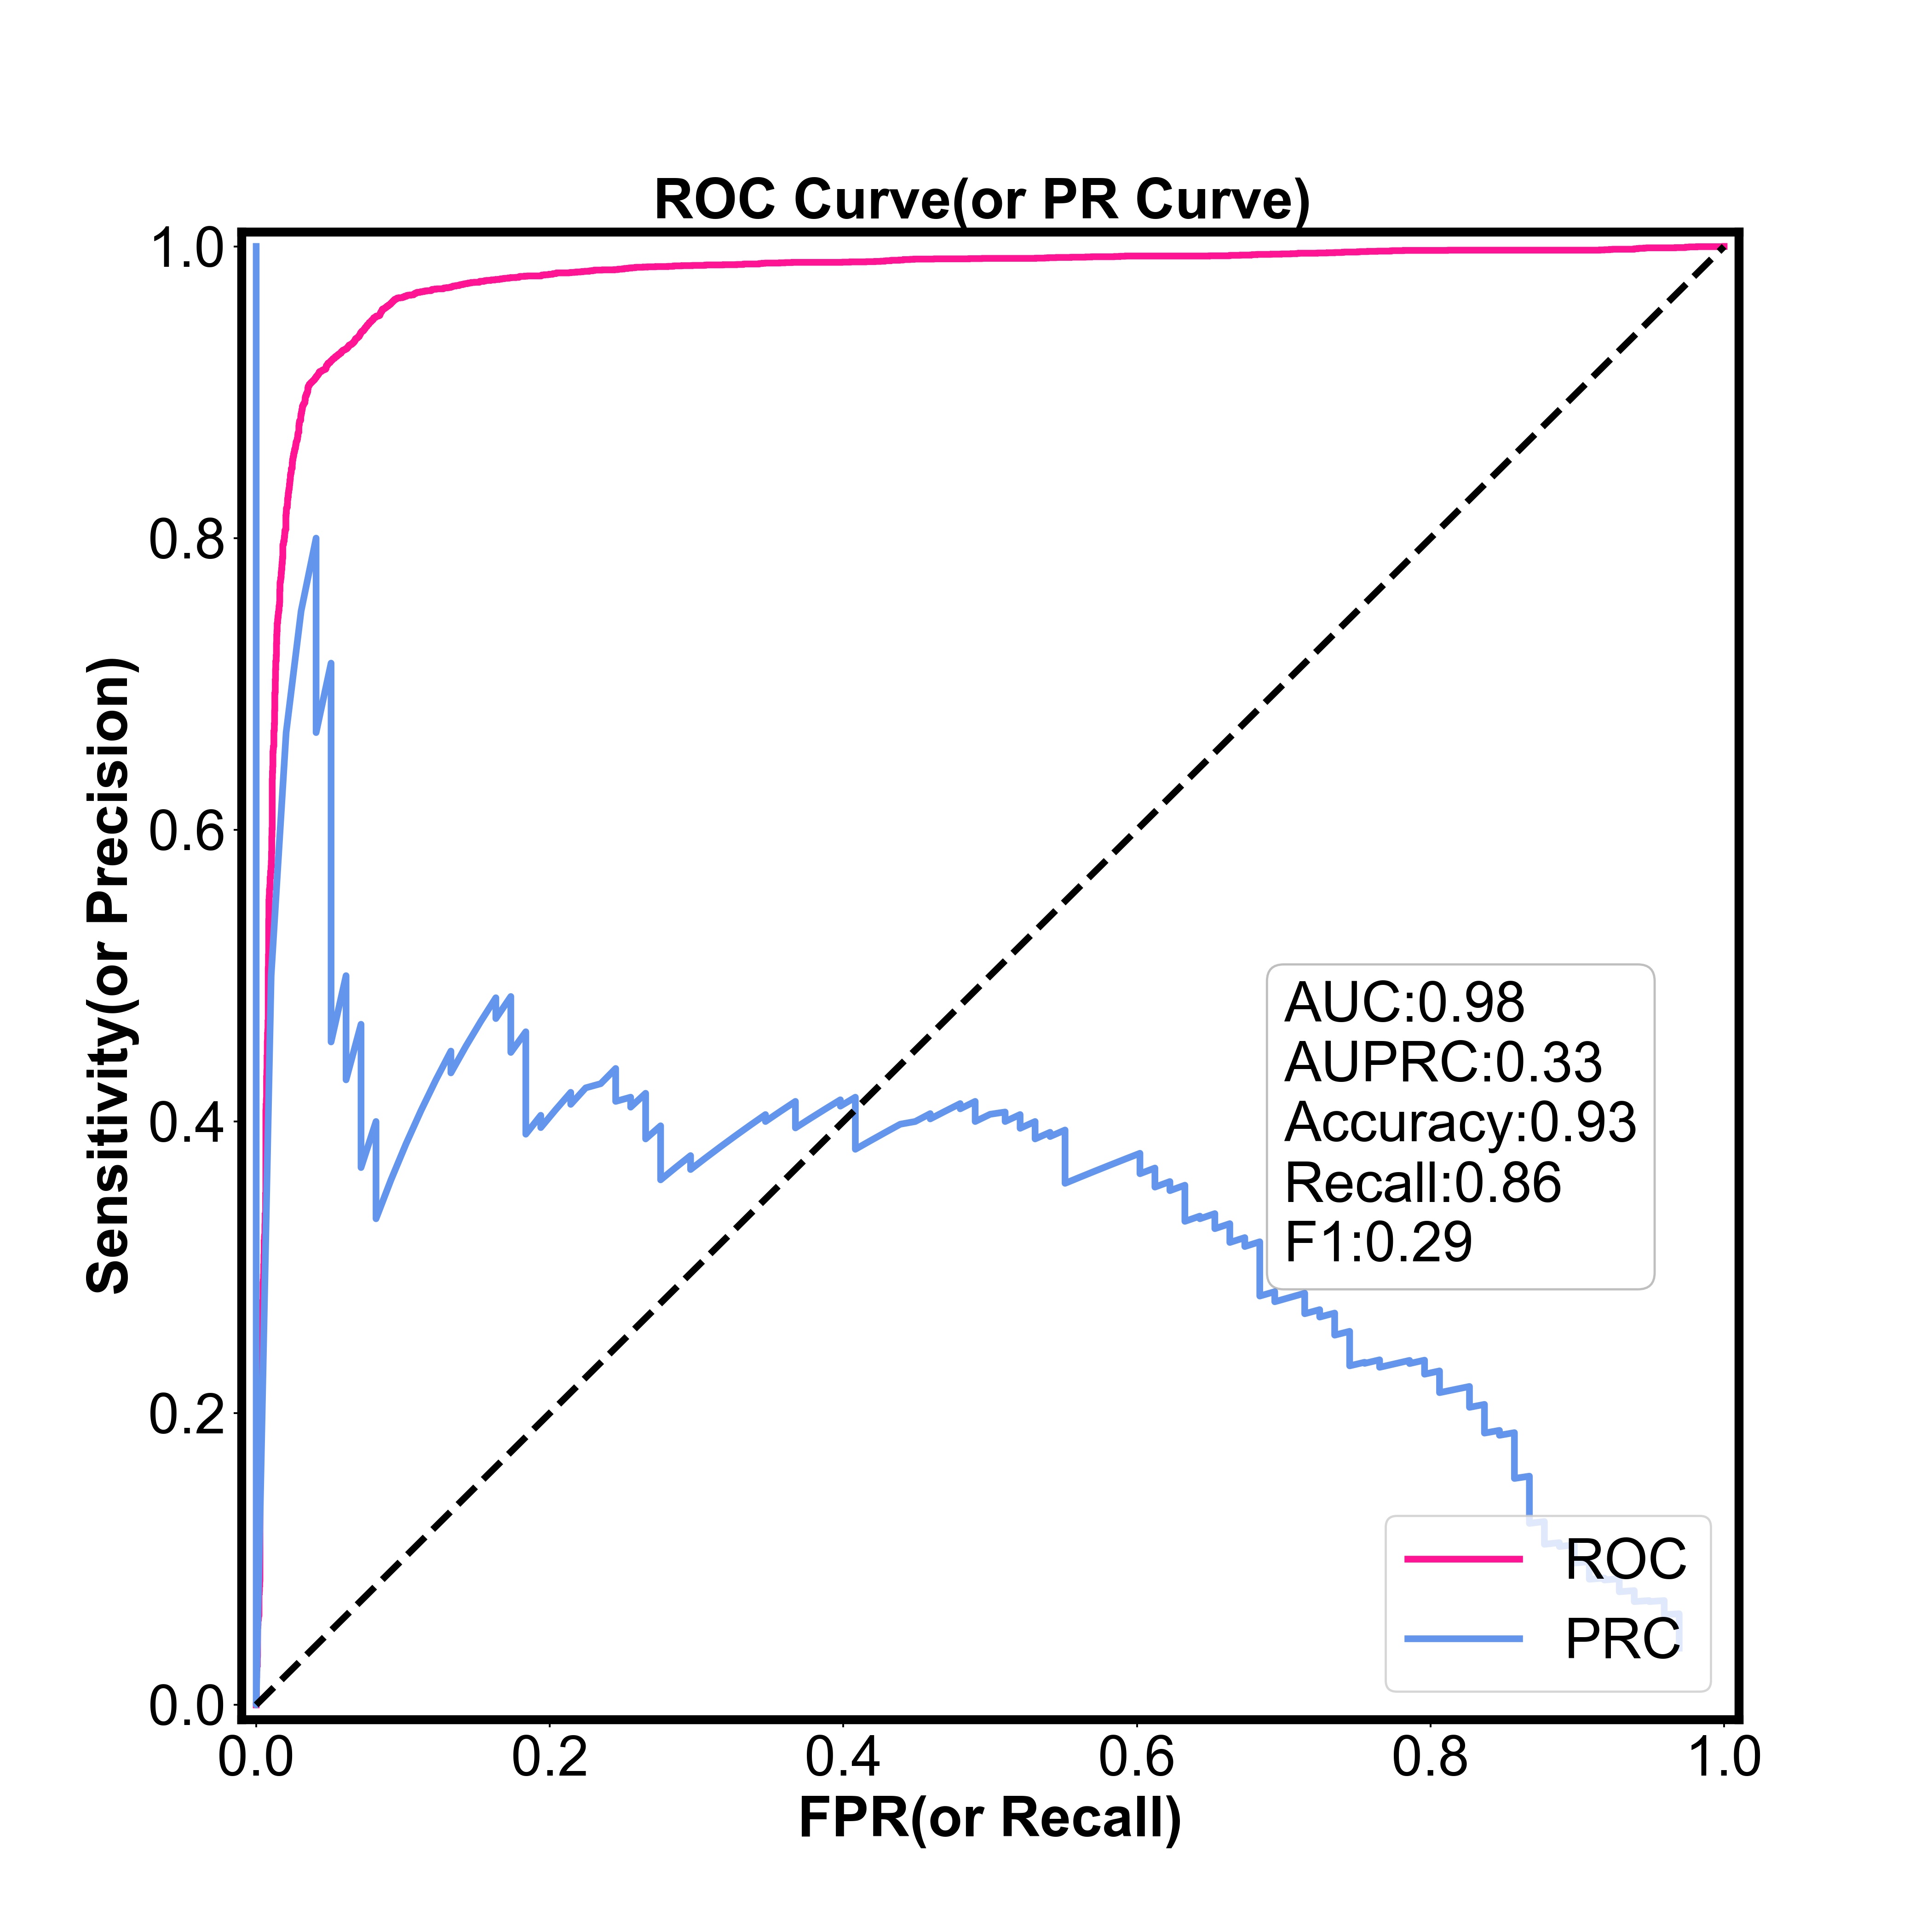 ROC Curve(or PR Curve)
1.0
0.8
0.6
0.4
0.2
0.0
Sensitivity(or Precision)
AUC:0.98
AUPRC:0.33
Accuracy:0.93
Recall:0.86
F1:0.29
ROC
PRC
0.0 0.2 0.4 0.6 0.8 1.0
FPR(or Recall)